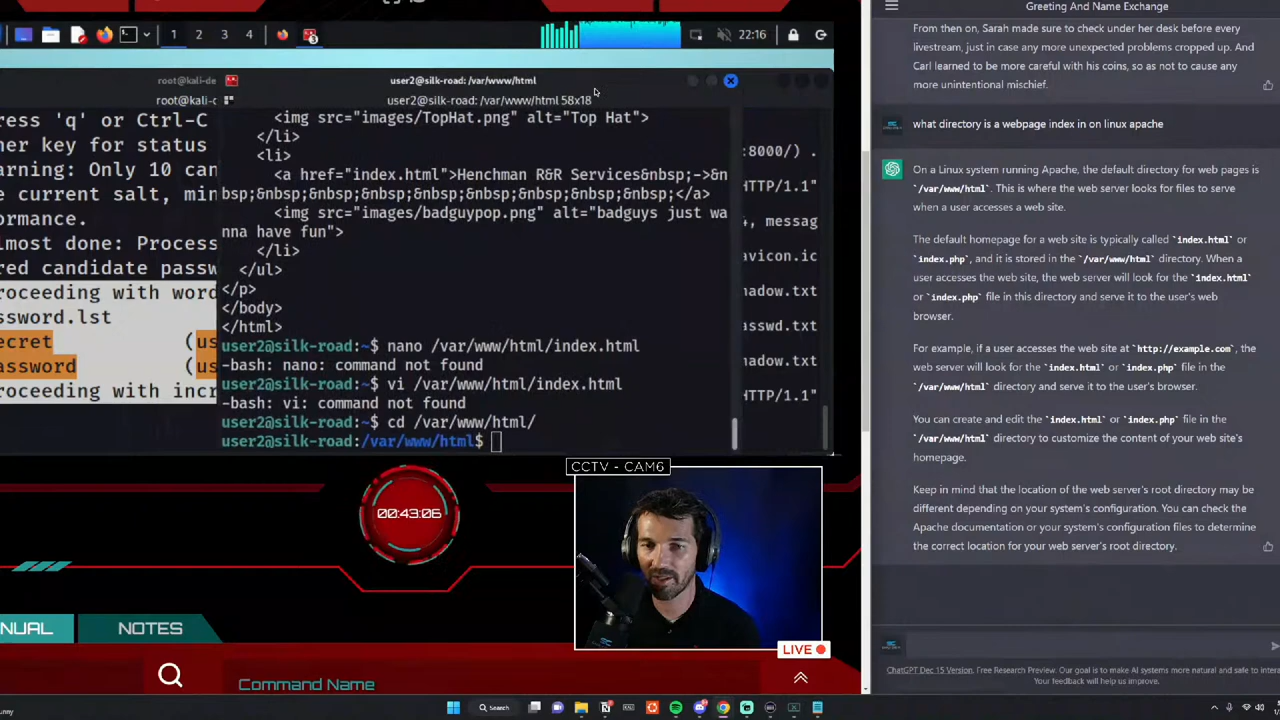 Greeting And Name Exchange
22:16
1 2 3 4
3
root@kali-de
user2@silk-road: /var/www/html
root@kali-c
user2@silk-road: /var/www/html 58x18
ress 'q' or Ctrl-C
her key for status
arning: Only 10 can
e current salt, min
ormance.
lmost done: Process
red candidate passw
roceeding with word
ssword.lst
ecret (us
assword (us
roceeding with incr
<img src="images/TopHat.png" alt="Top Hat">
</li>
<li>
<a href="index.html">Henchman R&R Services&nbsp;->&n
bsp;&nbsp;&nbsp;&nbsp;&nbsp;&nbsp;&nbsp;</a>
<img src="images/badguypop.png" alt="badguys just wa
nna have fun">
</li>
</ul>
</p>
</body>
</html>
user2@silk-road:~$ nano /var/www/html/index.html
-bash: nano: command not found
user2@silk-road:~$ vi /var/www/html/index.html
-bash: vi: command not found
user2@silk-road:~$ cd /var/www/html/
user2@silk-road:/var/www/html$
:8000/) .
HTTP/1.1"
4, messag
avicon.ic
hadow.txt
asswd.txt
hadow.txt
HTTP/1.1"
CCTV - CAM6
00:43:06
LIVE
NUAL
NOTES
Command Name
From then on, Sarah made sure to check under her desk before every
livestream, just in case any more unexpected problems cropped up. And
Carl learned to be more careful with his coins, so as not to cause any
more unintentional mischief.
what directory is a webpage index in on linux apache
On a Linux system running Apache, the default directory for web pages is
`/var/www/html`. This is where the web server looks for files to serve
when a user accesses a web site.
The default homepage for a web site is typically called `index.html` or
`index.php`, and it is stored in the `/var/www/html` directory. When a
user accesses the web site, the web server will look for the `index.html`
or `index.php` file in this directory and serve it to the user's web
browser.
For example, if a user accesses the web site at `http://example.com`, the
web server will look for the `index.html` or `index.php` file in the
`/var/www/html` directory and serve it to the user's browser.
You can create and edit the `index.html` or `index.php` file in the
`/var/www/html` directory to customize the content of your web site's
homepage.
Keep in mind that the location of the web server's root directory may be
different depending on your system's configuration. You can check the
Apache documentation or your system's configuration files to determine
the correct location for your web server's root directory.
ChatGPT Dec 15 Version. Free Research Preview. Our goal is to make AI systems more natural and safe to intera
Your feedback will help us improve.
unny
Search